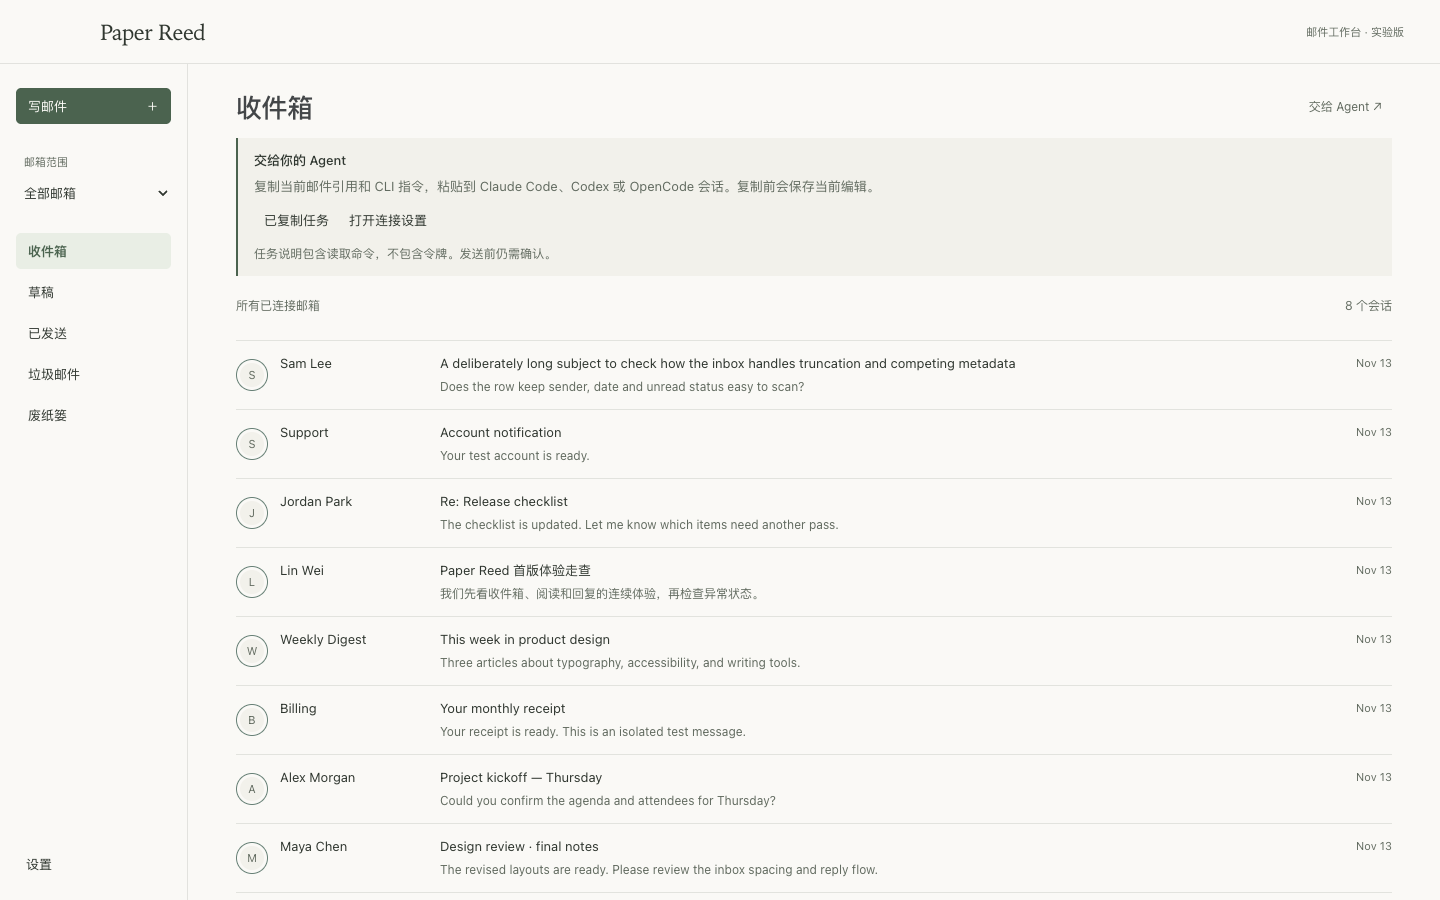 Paper Reed
邮件工作台 · 实验版
写邮件 +
邮箱范围
全部邮箱
收件箱
草稿
已发送
垃圾邮件
废纸篓
设置
收件箱
交给 Agent ↗
交给你的 Agent
复制当前邮件引用和 CLI 指令，粘贴到 Claude Code、Codex 或 OpenCode 会话。复制前会保存当前编辑。
已复制任务 打开连接设置
任务说明包含读取命令，不包含令牌。发送前仍需确认。
所有已连接邮箱
8 个会话
S Sam Lee A deliberately long subject to check how the inbox handles truncation and competing metadata Nov 13
Does the row keep sender, date and unread status easy to scan?
S Support Account notification Nov 13
Your test account is ready.
J Jordan Park Re: Release checklist Nov 13
The checklist is updated. Let me know which items need another pass.
L Lin Wei Paper Reed 首版体验走查 Nov 13
我们先看收件箱、阅读和回复的连续体验，再检查异常状态。
W Weekly Digest This week in product design Nov 13
Three articles about typography, accessibility, and writing tools.
B Billing Your monthly receipt Nov 13
Your receipt is ready. This is an isolated test message.
A Alex Morgan Project kickoff — Thursday Nov 13
Could you confirm the agenda and attendees for Thursday?
M Maya Chen Design review · final notes Nov 13
The revised layouts are ready. Please review the inbox spacing and reply flow.